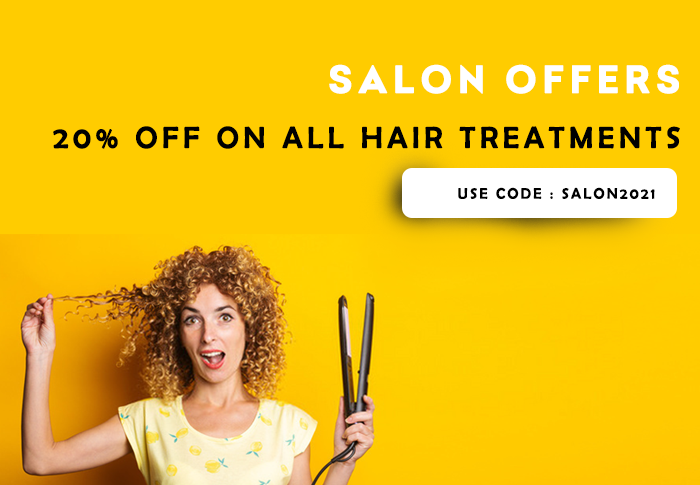 SALON OFFERS
20% OFF ON ALL HAIR TREATMENTS
USE CODE : SALON2021